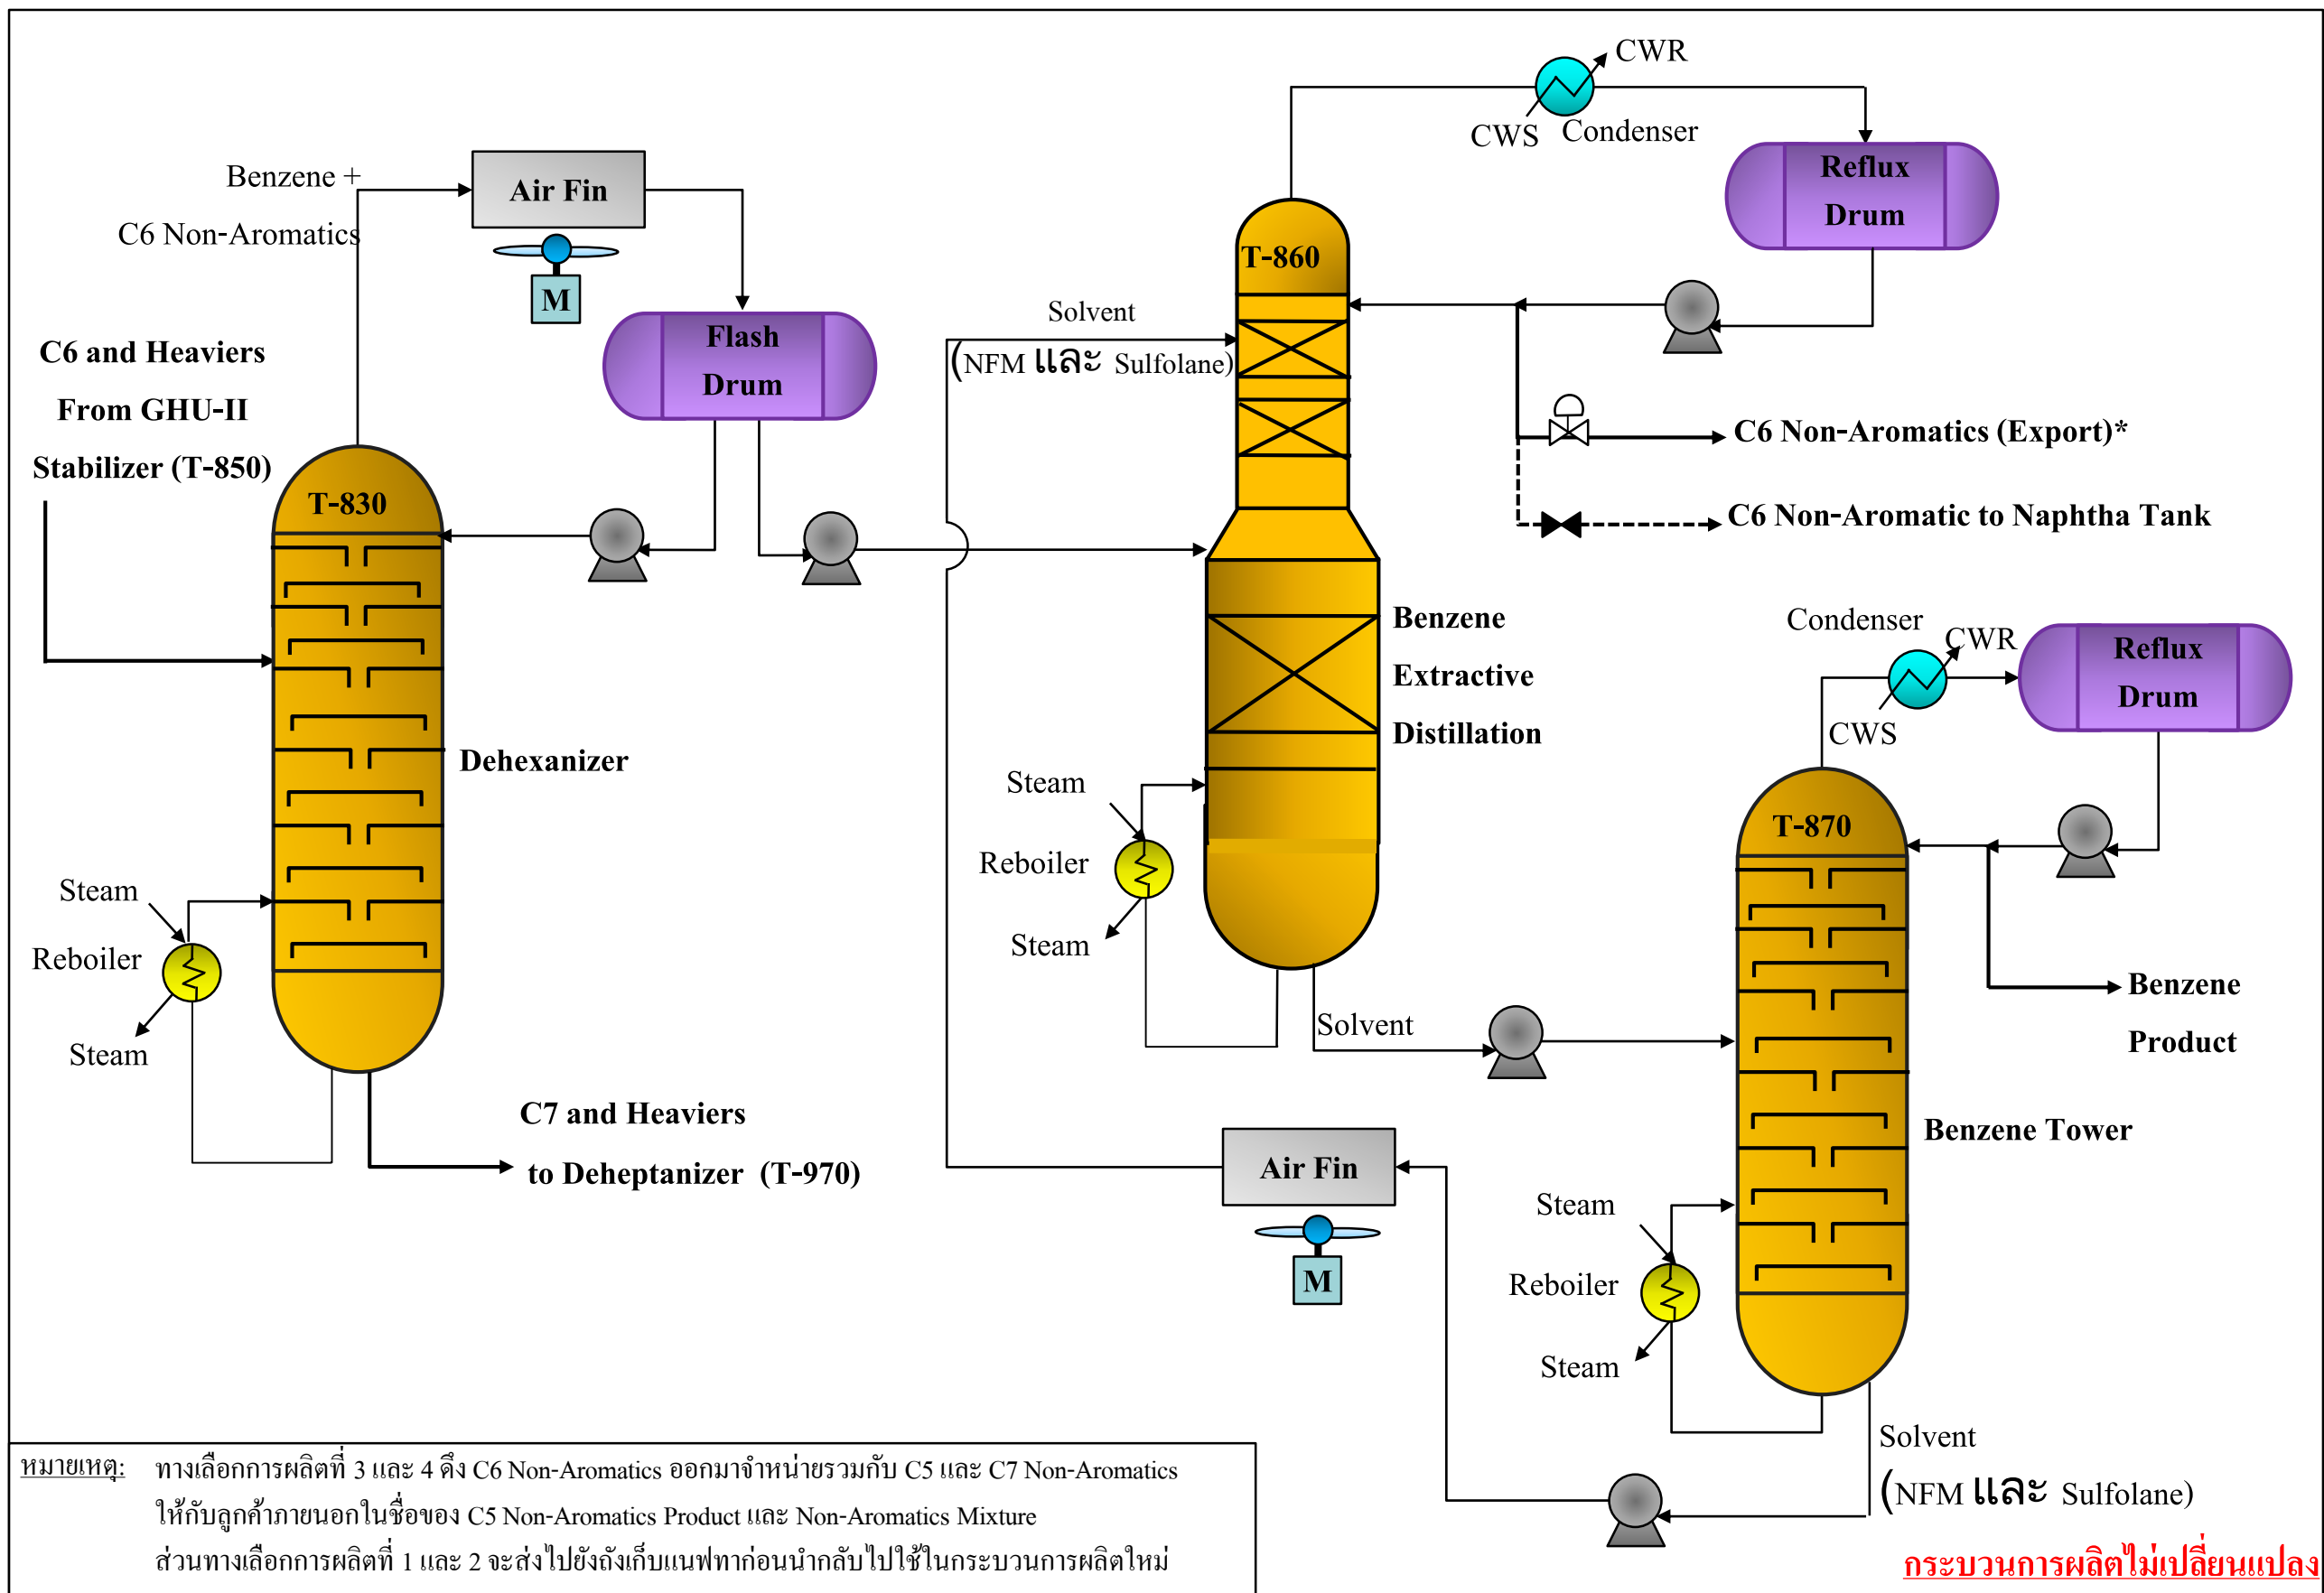 CWR
CWS
Condenser
Reflux
Drum
Benzene +
C6 Non-Aromatics
Air Fin
M
T-860
Solvent
(NFM และ Sulfolane)
Flash
Drum
C6 and Heaviers
From GHU-II
Stabilizer (T-850)
C6 Non-Aromatics (Export)*
C6 Non-Aromatic to Naphtha Tank
T-830
Dehexanizer
Benzene
Extractive
Distillation
Condenser
CWR
CWS
Reflux
Drum
Steam
Reboiler
Steam
T-870
Steam
Reboiler
Steam
Solvent
Benzene
Product
C7 and Heaviers
to Deheptanizer (T-970)
Benzene Tower
Air Fin
M
Steam
Reboiler
Steam
Solvent
(NFM และ Sulfolane)
หมายเหตุ: ทางเลือกการผลิตที่ 3 และ 4 ดึง C6 Non-Aromatics ออกมาจำหน่ายรวมกับ C5 และ C7 Non-Aromatics
ให้กับลูกค้าภายนอกในชื่อของ C5 Non-Aromatics Product และ Non-Aromatics Mixture
ส่วนทางเลือกการผลิตที่ 1 และ 2 จะส่งไปยังถังเก็บแนฟทาก่อนนำกลับไปใช้ในกระบวนการผลิตใหม่
กระบวนการผลิตไม่เปลี่ยนแปลง